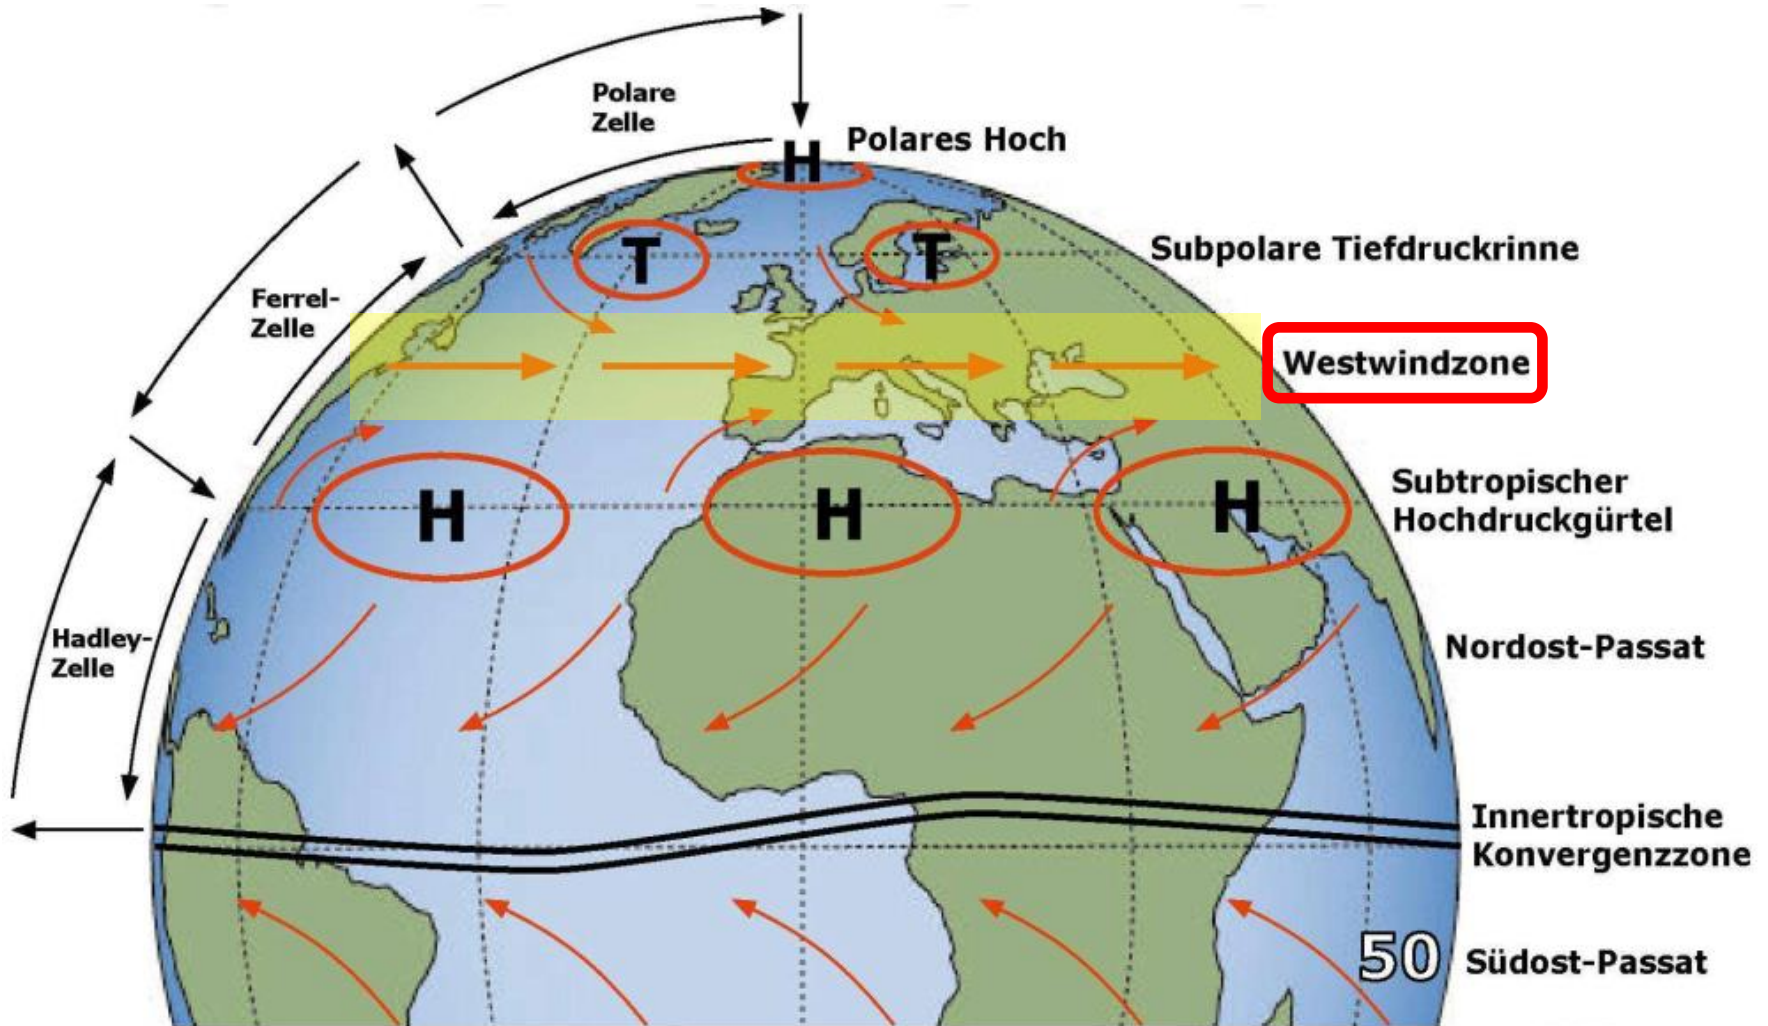 Polare
Zelle
H
Polares Hoch
T
T
Subpolare Tiefdruckrinne
Ferrel-
Zelle
Westwindzone
H
H
H
Subtropischer
Hochdruckgürtel
Hadley-
Zelle
Nordost-Passat
Innertropische
Konvergenzzone
50
Südost-Passat